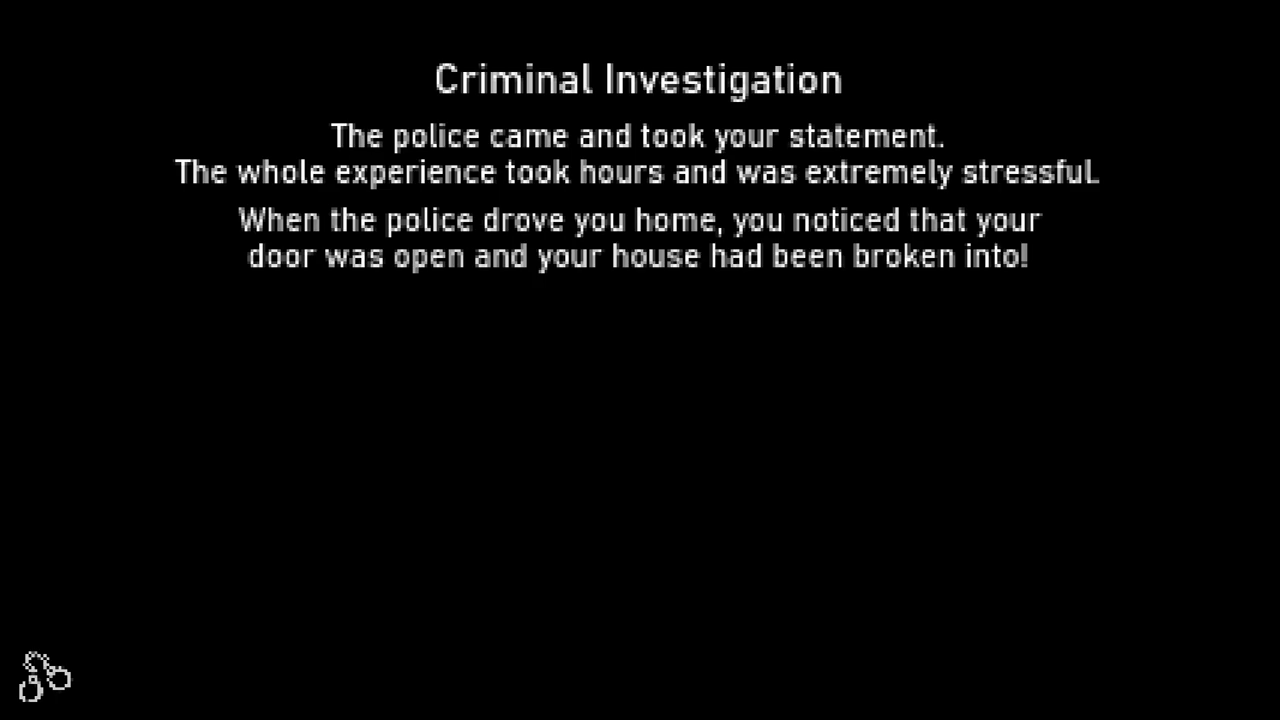 Criminal Investigation
The police came and took your statement.
The whole experience took hours and was extremely stressful.
When the police drove you home, you noticed that your
door was open and your house had been broken into!